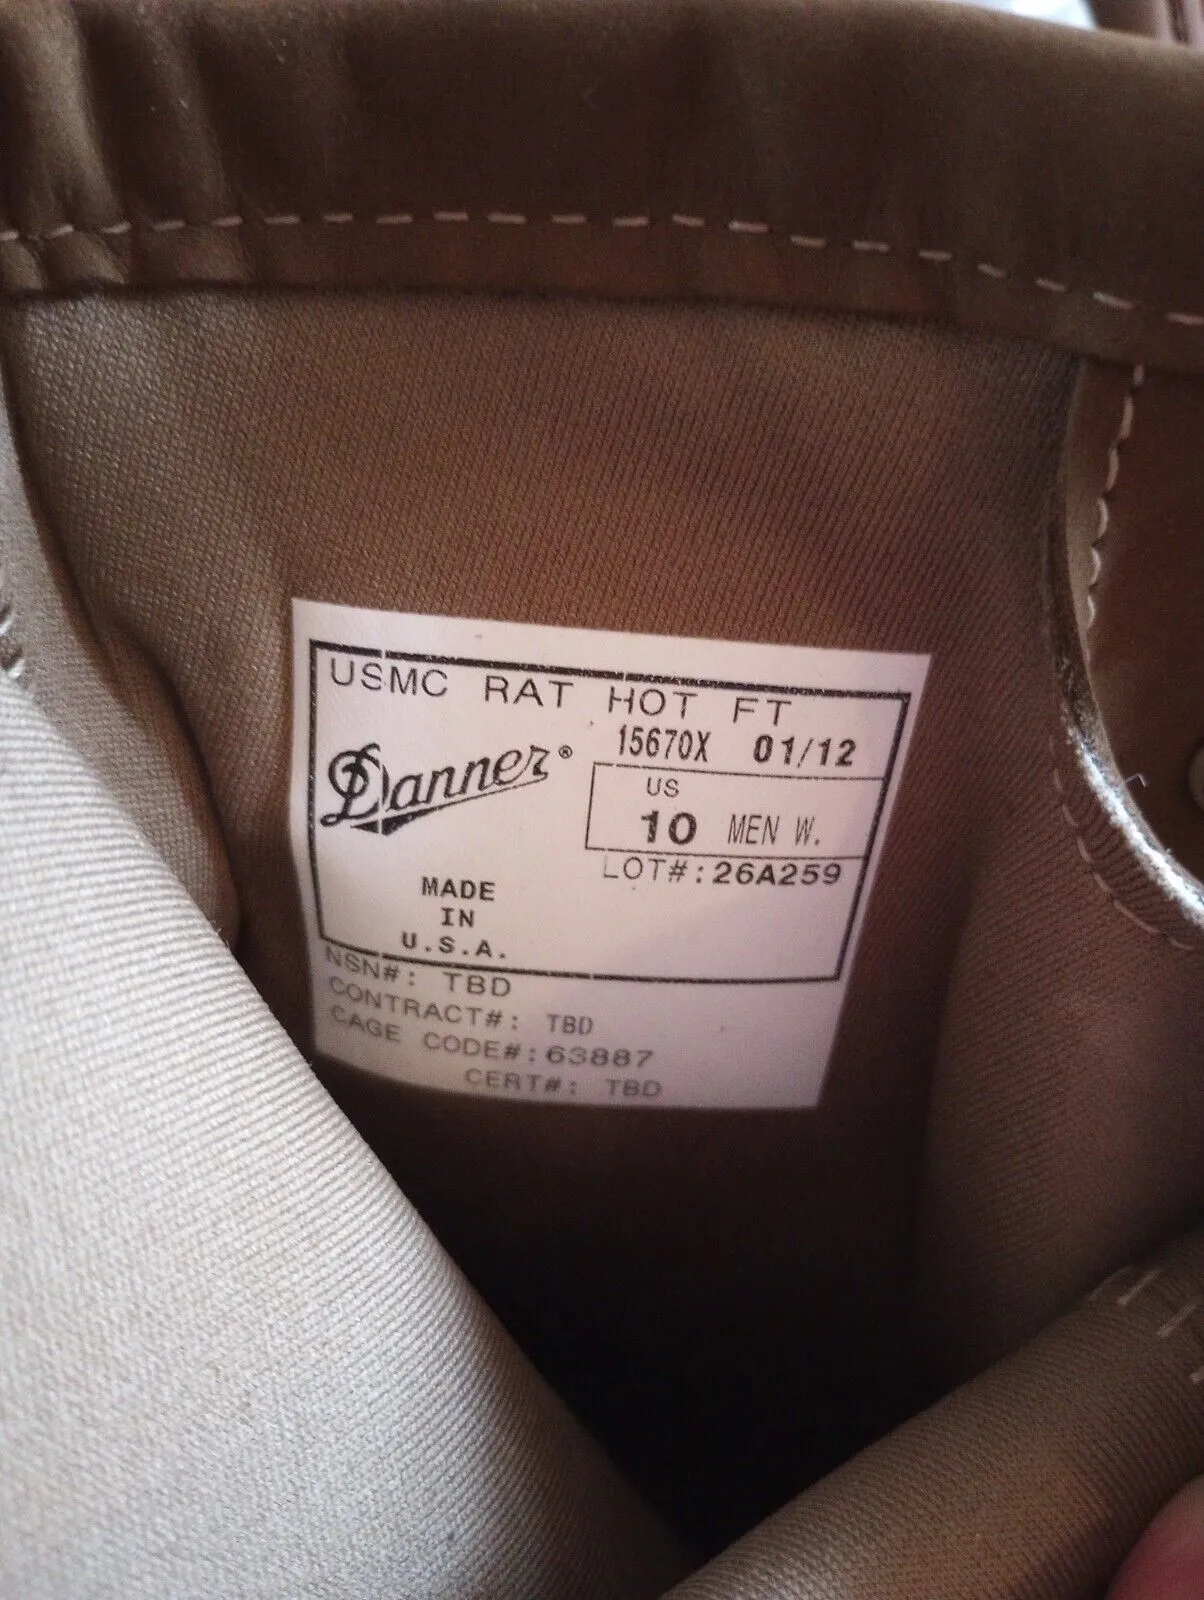 USMC RAT HOT FT
15670X 01/12
Danner®
US
10 MEN W.
LOT#:26A259
MADE
IN
U.S.A.
NSN#: TBD
CONTRACT#: TBD
CAGE CODE#:63887
CERT#: TBD